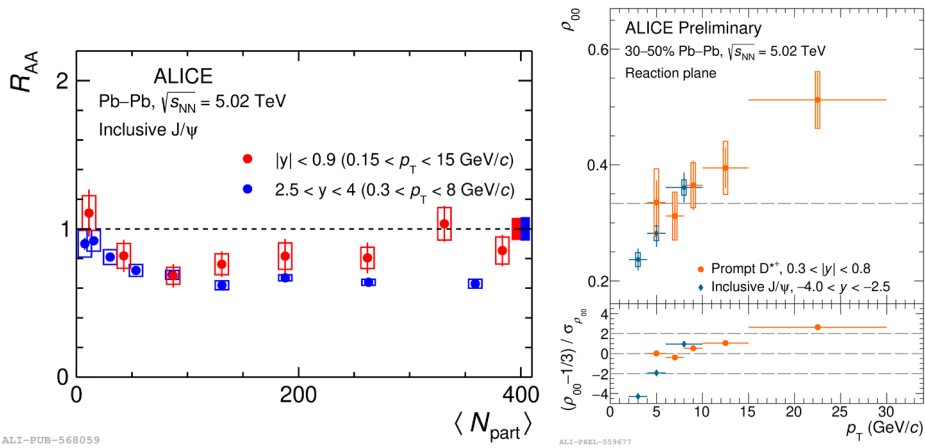 R_AA
2
1
0
ALICE
Pb–Pb, √s_NN = 5.02 TeV
Inclusive J/ψ
|y| < 0.9 (0.15 < p_T < 15 GeV/c)
2.5 < y < 4 (0.3 < p_T < 8 GeV/c)
0 200 400
⟨ N_part ⟩
ALI-PUB-568059
ρ_00
0.6
0.4
0.2
ALICE Preliminary
30–50% Pb–Pb, √s_NN = 5.02 TeV
Reaction plane
Prompt D*+, 0.3 < |y| < 0.8
Inclusive J/ψ, −4.0 < y < −2.5
(ρ_00−1/3) / σ_ρ_00
4
2
0
−2
−4
0 5 10 15 20 25 30
p_T (GeV/c)
ALI-PREL-559677